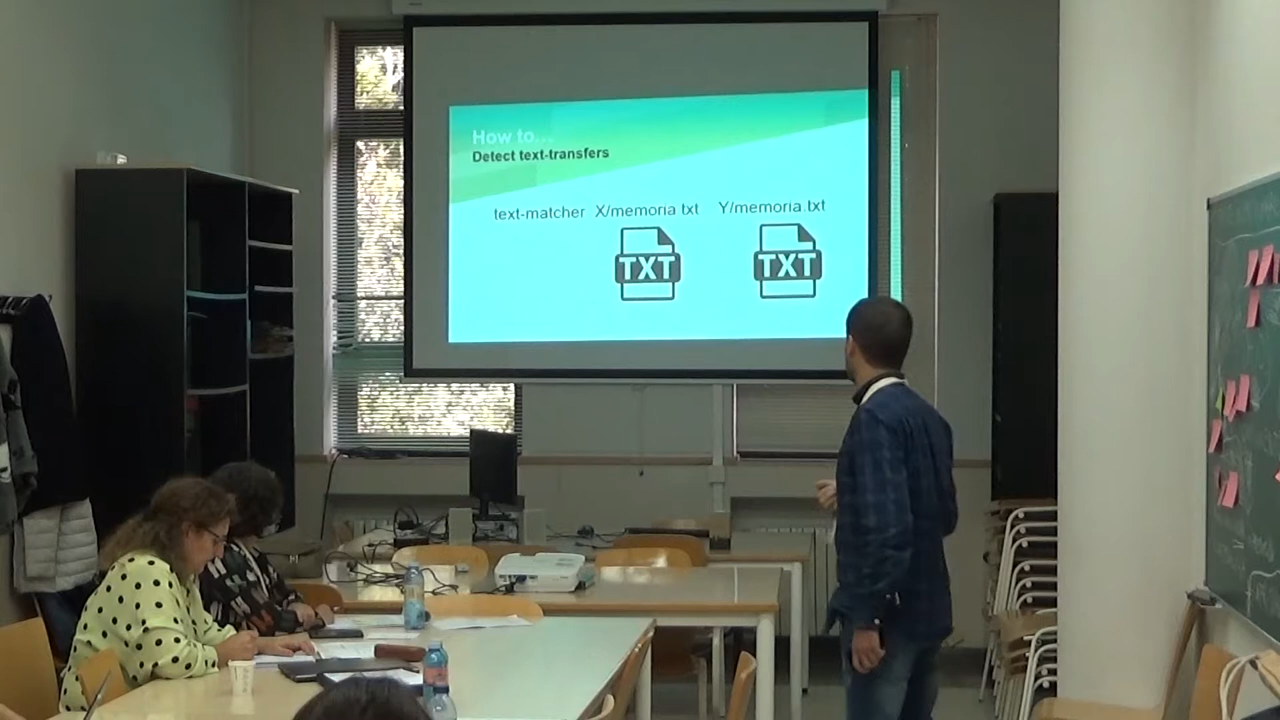 How to...
Detect text-transfers
text-matcher X/memoria txt Y/memoria.txt
TXT TXT